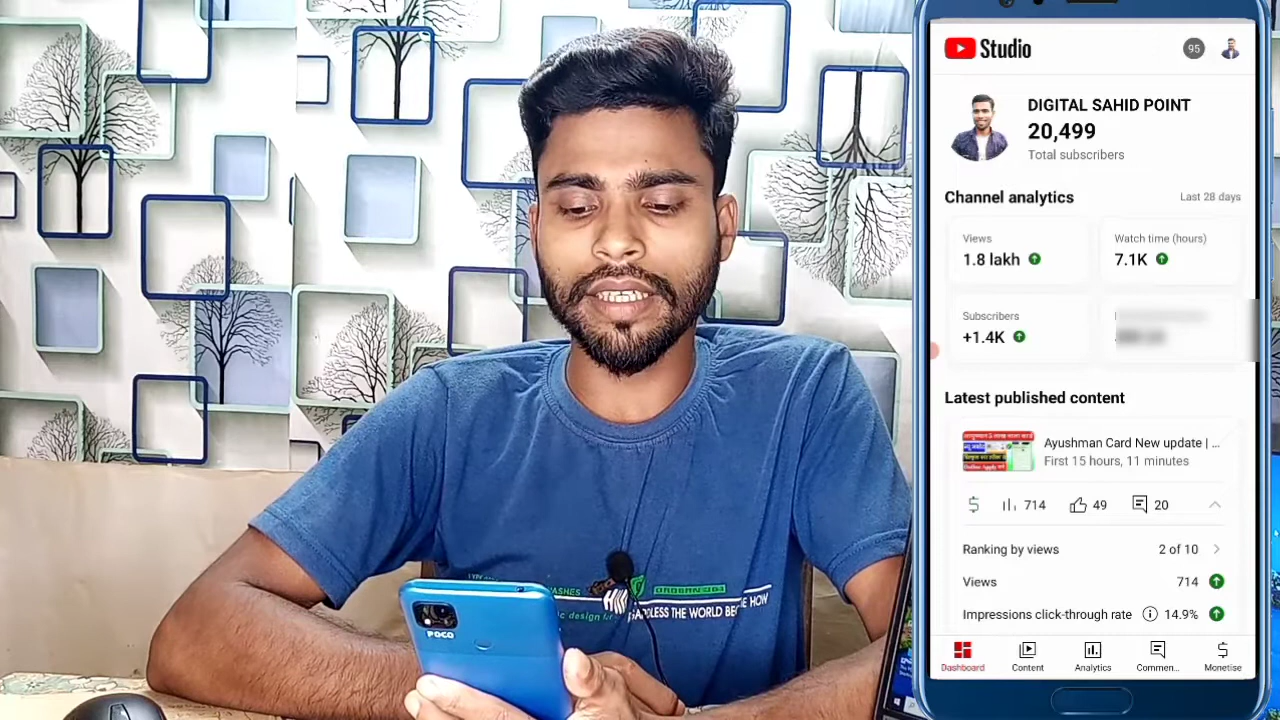 Studio
95
DIGITAL SAHID POINT
20,499
Total subscribers
Channel analytics
Last 28 days
Views
1.8 lakh
Watch time (hours)
7.1K
Subscribers
+1.4K
Latest published content
Ayushman Card New update | ...
First 15 hours, 11 minutes
714
49
20
Ranking by views
2 of 10
Views
714
Impressions click-through rate
14.9%
Dashboard
Content
Analytics
Commen...
Monetise
POCO
THE WORLD
HOW